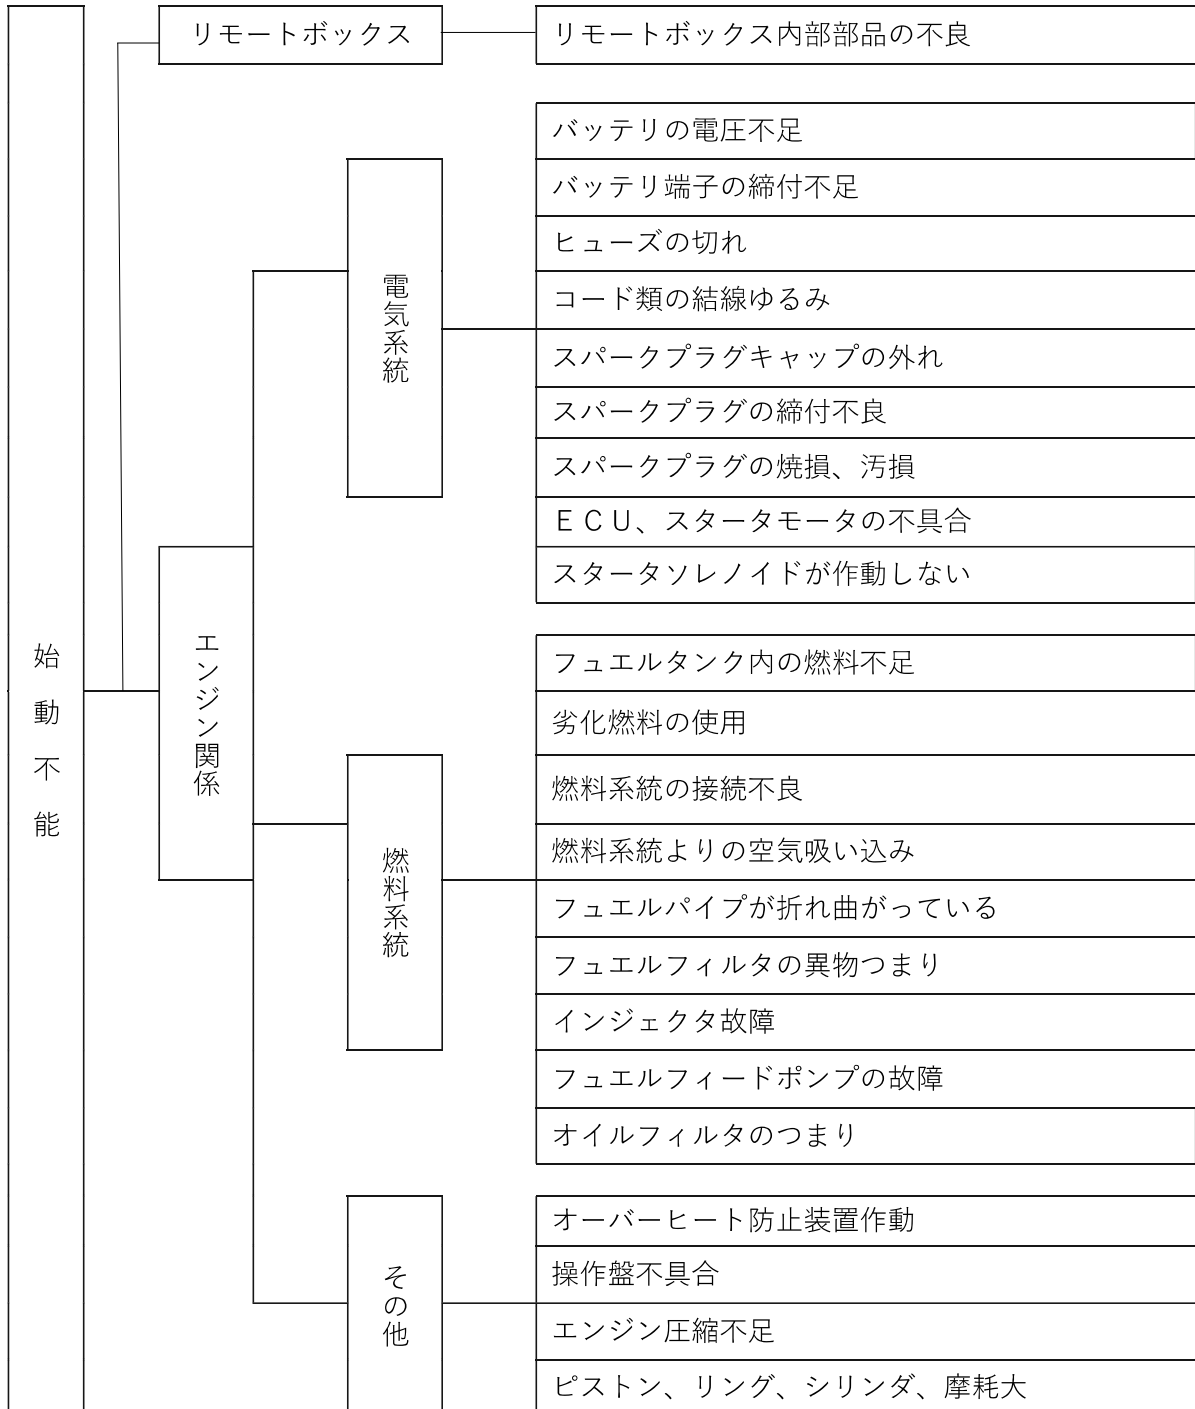 始動不能
リモートボックス
リモートボックス内部部品の不良
エンジン関係
電気系統
バッテリの電圧不足
バッテリ端子の締付不足
ヒューズの切れ
コード類の結線ゆるみ
スパークプラグキャップの外れ
スパークプラグの締付不良
スパークプラグの焼損、汚損
ＥＣＵ、スタータモータの不具合
スタータソレノイドが作動しない
燃料系統
フュエルタンク内の燃料不足
劣化燃料の使用
燃料系統の接続不良
燃料系統よりの空気吸い込み
フュエルパイプが折れ曲がっている
フュエルフィルタの異物つまり
インジェクタ故障
フュエルフィードポンプの故障
オイルフィルタのつまり
その他
オーバーヒート防止装置作動
操作盤不具合
エンジン圧縮不足
ピストン、リング、シリンダ、摩耗大